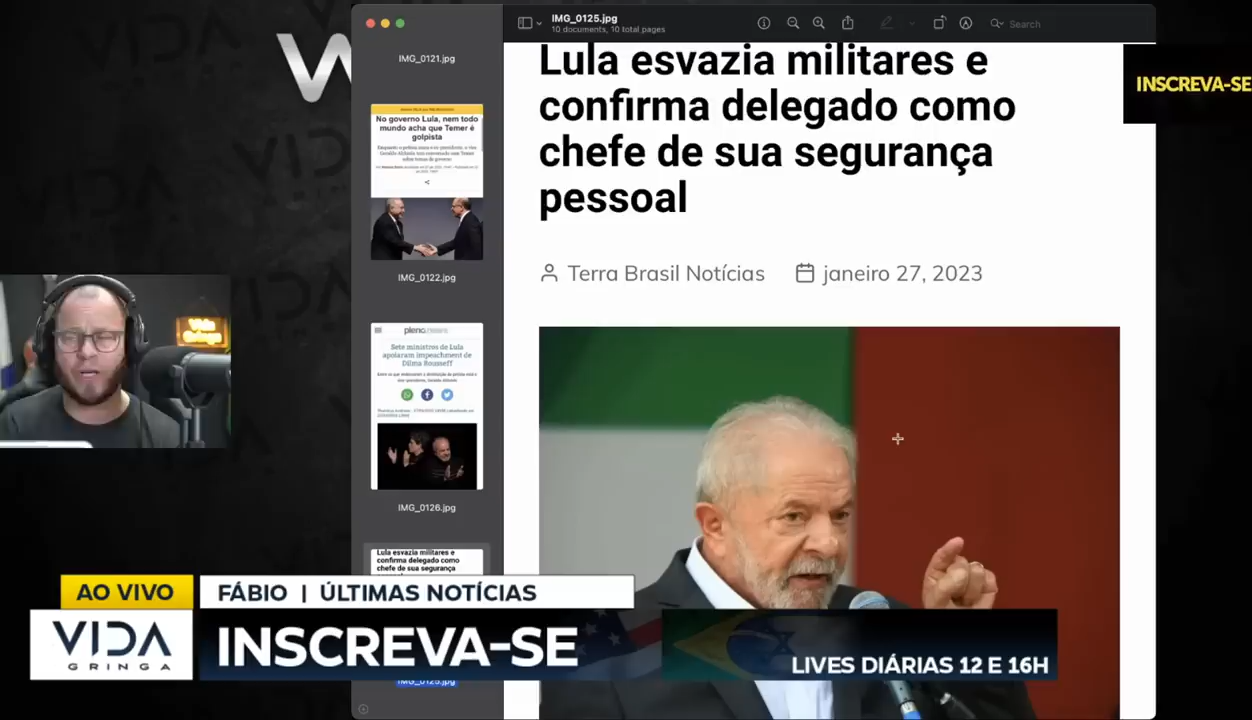 IMG_0125.jpg
10 documents, 10 total pages
Search
IMG_0121.jpg
No governo Lula, nem todo
mundo acha que Temer é
golpista
IMG_0122.jpg
pleno.news
Sete ministros de Lula
apoiaram impeachment de
Dilma Rousseff
IMG_0126.jpg
Lula esvazia militares e
confirma delegado como
chefe de sua segurança
IMG_0125.jpg
Lula esvazia militares e
confirma delegado como
chefe de sua segurança
pessoal
Terra Brasil Notícias
janeiro 27, 2023
INSCREVA-SE
Vida
Gringa
AO VIVO
FÁBIO | ÚLTIMAS NOTÍCIAS
VIDA
GRINGA
INSCREVA-SE
LIVES DIÁRIAS 12 E 16H